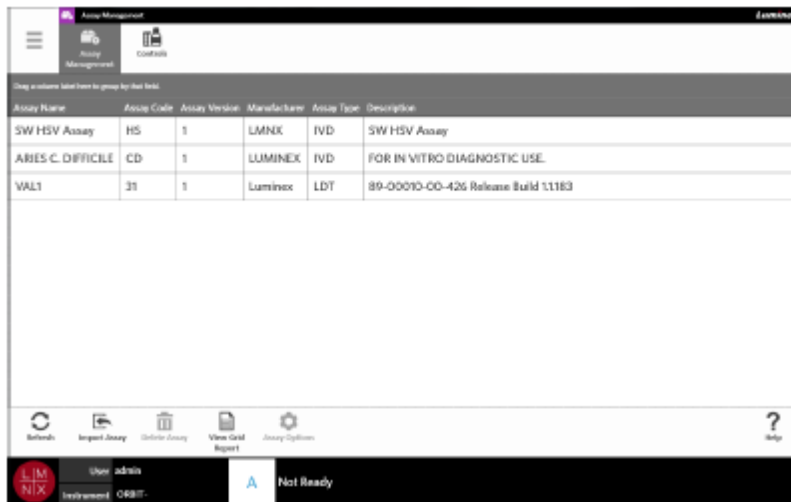 Assay Management
Luminex
Assay Management
Controls
Drag a column label here to group by that field.
Assay Name Assay Code Assay Version Manufacturer Assay Type Description
SW HSV Assay HS 1 LMNX IVD SW HSV Assay
ARIES C. DIFFICILE CD 1 LUMINEX IVD FOR IN VITRO DIAGNOSTIC USE.
VAL1 31 1 Luminex LDT 89-00010-00-426 Release Build 1.1.183
Refresh Import Assay Delete Assay View Grid Report Assay Options Help
LMNX
User admin
Instrument ORBIT-
A Not Ready